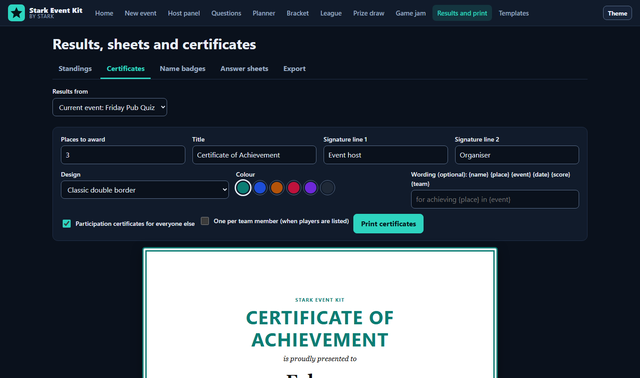 Stark Event Kit
BY STARK
Home New event Host panel Questions Planner Bracket League Prize draw Game jam Results and print Templates Theme
Results, sheets and certificates
Standings Certificates Name badges Answer sheets Export
Results from
Current event: Friday Pub Quiz
Places to award Title Signature line 1 Signature line 2
3 Certificate of Achievement Event host Organiser
Design Colour Wording (optional): {name} {place} {event} {date} {score} {team}
Classic double border for achieving {place} in {event}
Participation certificates for everyone else One per team member (when players are listed) Print certificates
STARK EVENT KIT
CERTIFICATE OF
ACHIEVEMENT
is proudly presented to